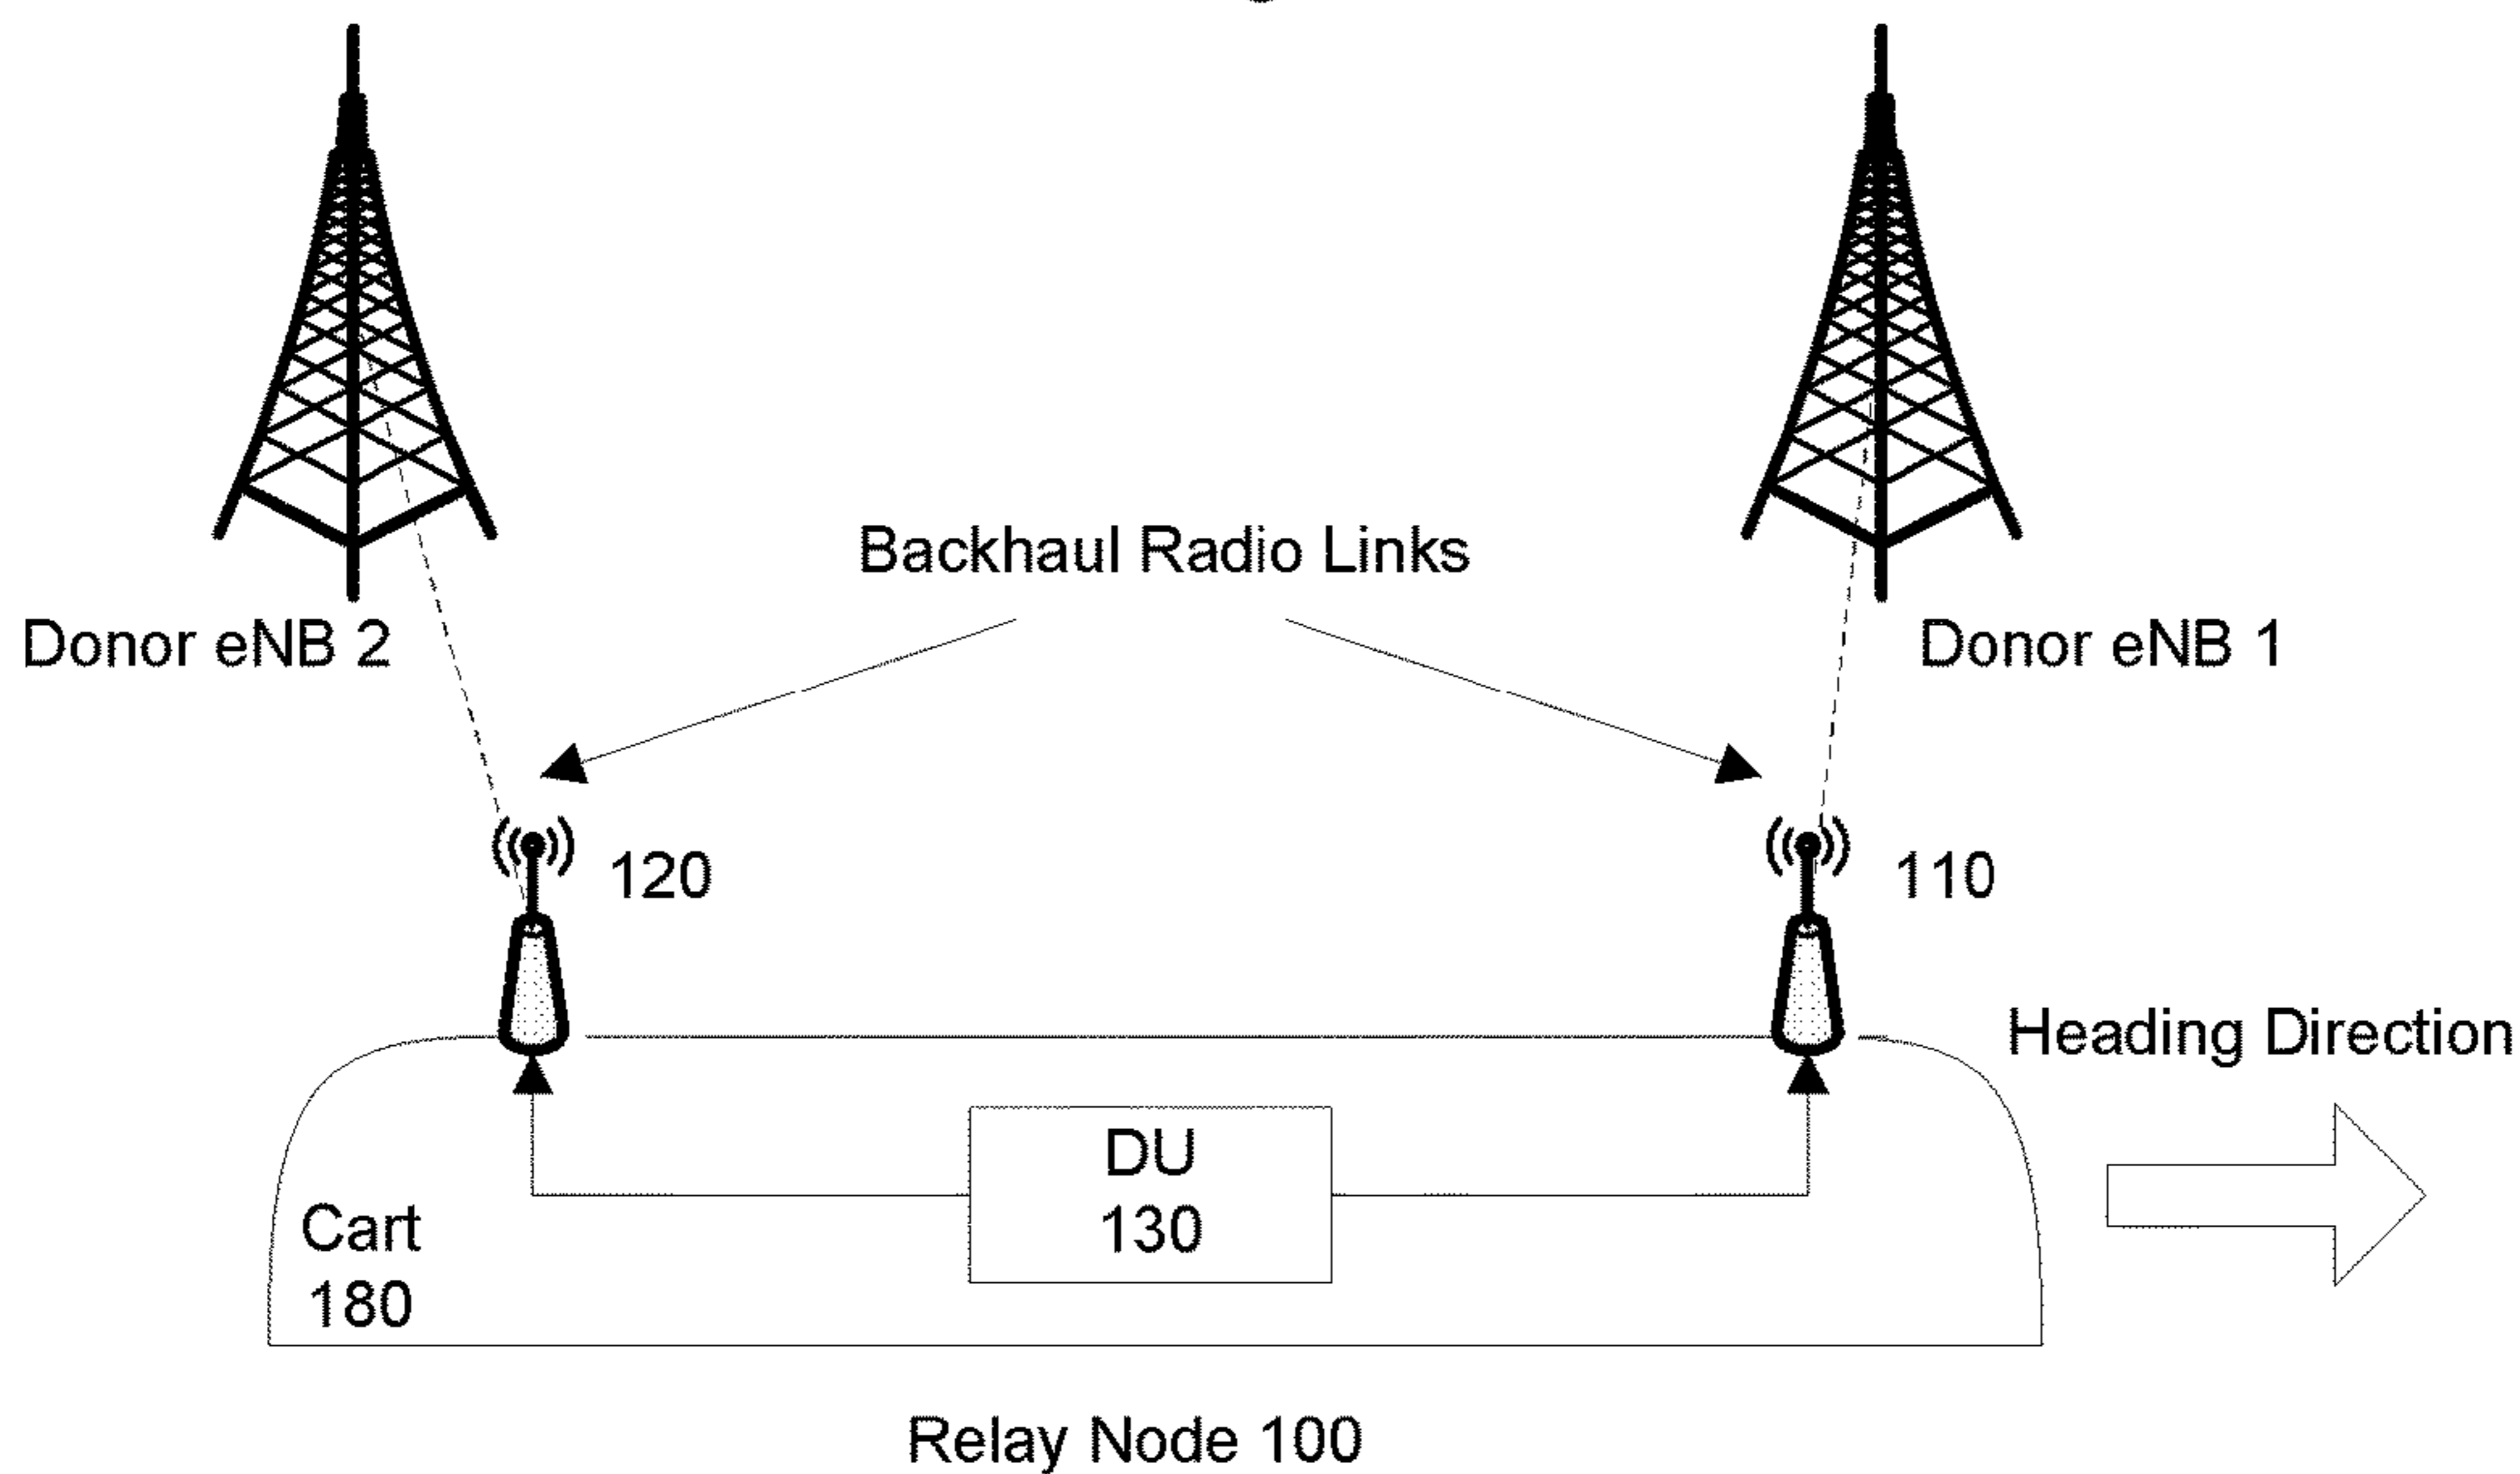 Backhaul Radio Links
Donor eNB 2
Donor eNB 1
120
110
Heading Direction
DU
130
Cart
180
Relay Node 100